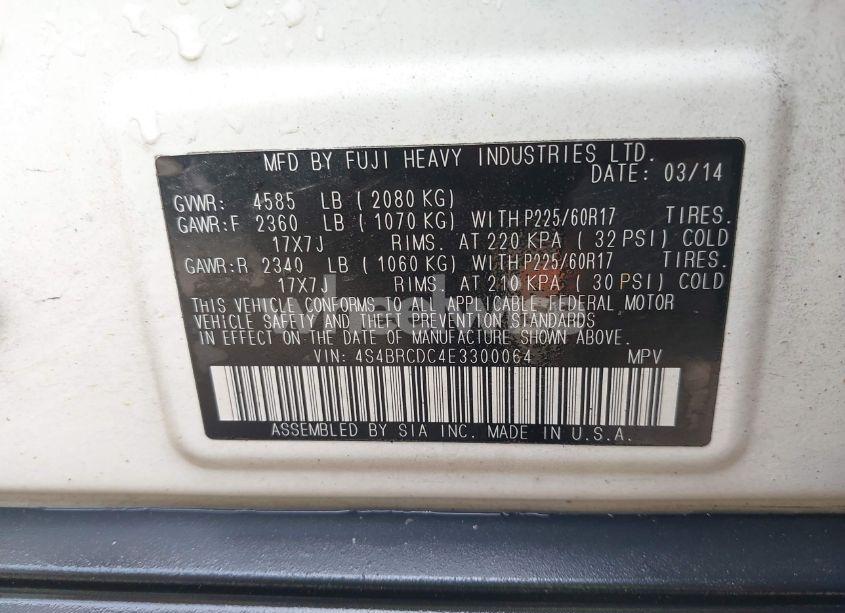 MFD BY FUJI HEAVY INDUSTRIES LTD.
DATE: 03/14
GVWR: 4585 LB ( 2080 KG)
GAWR:F 2360 LB ( 1070 KG) WITH P225/60R17 TIRES.
17X7J RIMS. AT 220 KPA ( 32 PSI) COLD
GAWR:R 2340 LB ( 1060 KG) WITH P225/60R17 TIRES.
17X7J RIMS. AT 210 KPA ( 30 PSI) COLD
THIS VEHICLE CONFORMS TO ALL APPLICABLE FEDERAL MOTOR
VEHICLE SAFETY AND THEFT PREVENTION STANDARDS
IN EFFECT ON THE DATE OF MANUFACTURE SHOWN ABOVE.
VIN: 4S4BRCDC4E3300064 MPV
ASSEMBLED BY SIA INC. MADE IN U.S.A.